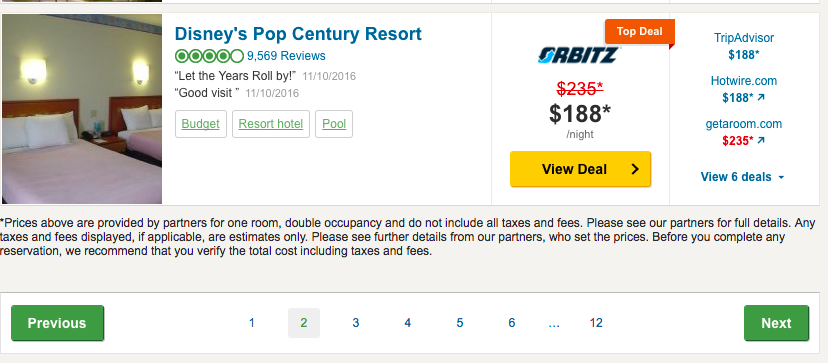 Disney's Pop Century Resort
9,569 Reviews
“Let the Years Roll by!” 11/10/2016
“Good visit ” 11/10/2016
Budget
Resort hotel
Pool
Top Deal
ORBITZ
$235*
$188*
/night
View Deal
TripAdvisor
$188*
Hotwire.com
$188*
getaroom.com
$235*
View 6 deals
*Prices above are provided by partners for one room, double occupancy and do not include all taxes and fees. Please see our partners for full details. Any
taxes and fees displayed, if applicable, are estimates only. Please see further details from our partners, who set the prices. Before you complete any
reservation, we recommend that you verify the total cost including taxes and fees.
Previous
1 2 3 4 5 6 ... 12
Next